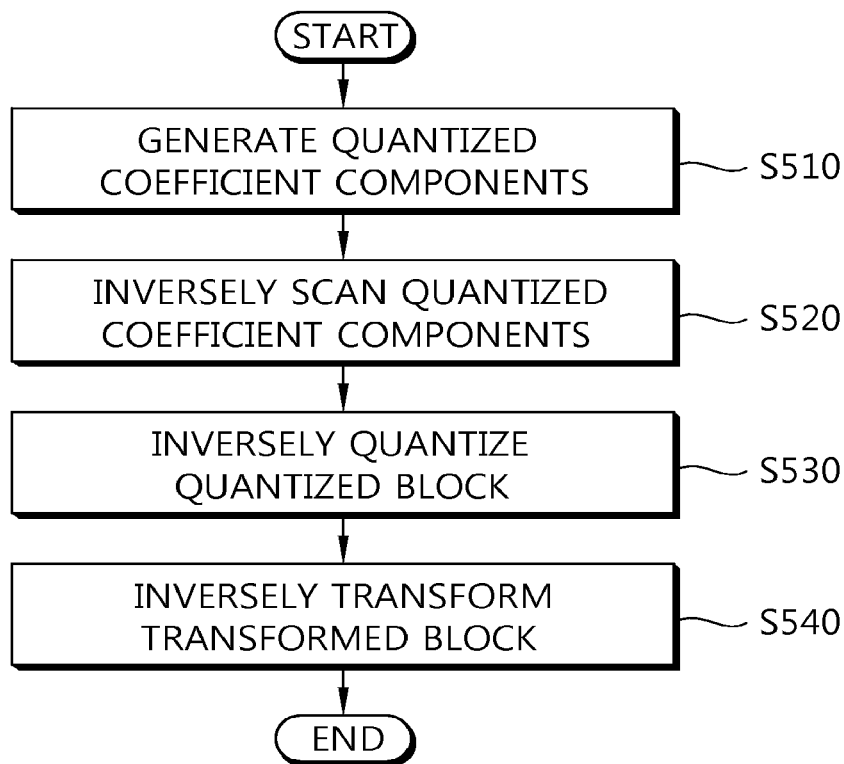 START
GENERATE QUANTIZED
COEFFICIENT COMPONENTS
S510
INVERSELY SCAN QUANTIZED
COEFFICIENT COMPONENTS
S520
INVERSELY QUANTIZE
QUANTIZED BLOCK
S530
INVERSELY TRANSFORM
TRANSFORMED BLOCK
S540
END